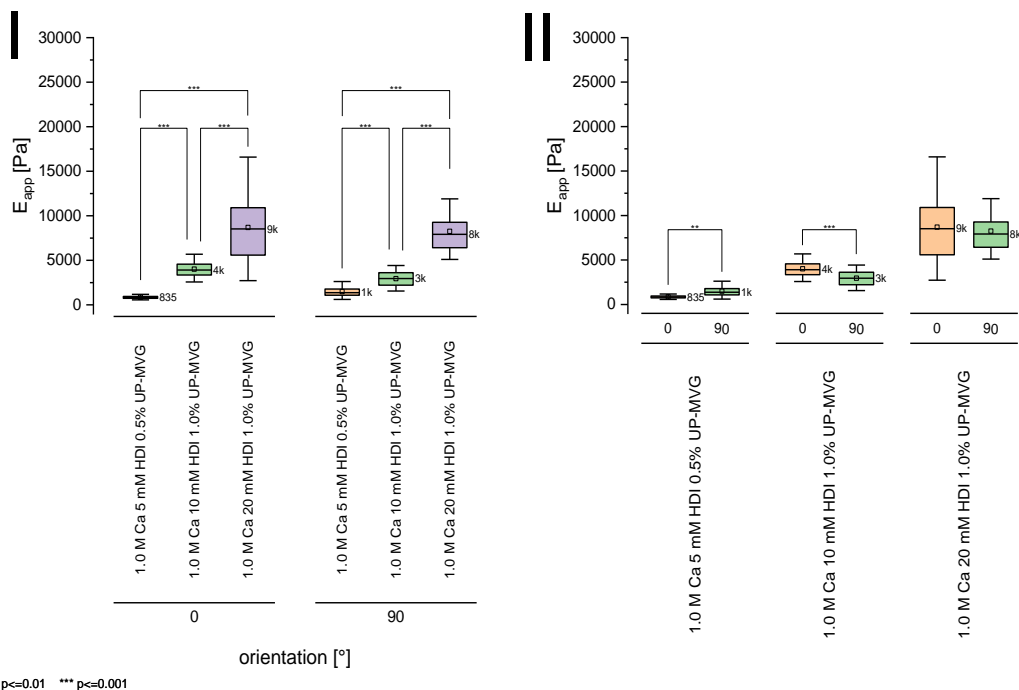 I
30000
25000
20000
15000
10000
5000
0
E_app [Pa]
***
***
***
***
***
***
835
4k
9k
1k
3k
8k
1.0 M Ca 5 mM HDI 0.5% UP-MVG
1.0 M Ca 10 mM HDI 1.0% UP-MVG
1.0 M Ca 20 mM HDI 1.0% UP-MVG
1.0 M Ca 5 mM HDI 0.5% UP-MVG
1.0 M Ca 10 mM HDI 1.0% UP-MVG
1.0 M Ca 20 mM HDI 1.0% UP-MVG
0
90
orientation [°]
p<=0.01 *** p<=0.001
II
30000
25000
20000
15000
10000
5000
0
E_app [Pa]
**
***
835
1k
4k
3k
9k
8k
0
90
0
90
0
90
1.0 M Ca 5 mM HDI 0.5% UP-MVG
1.0 M Ca 10 mM HDI 1.0% UP-MVG
1.0 M Ca 20 mM HDI 1.0% UP-MVG